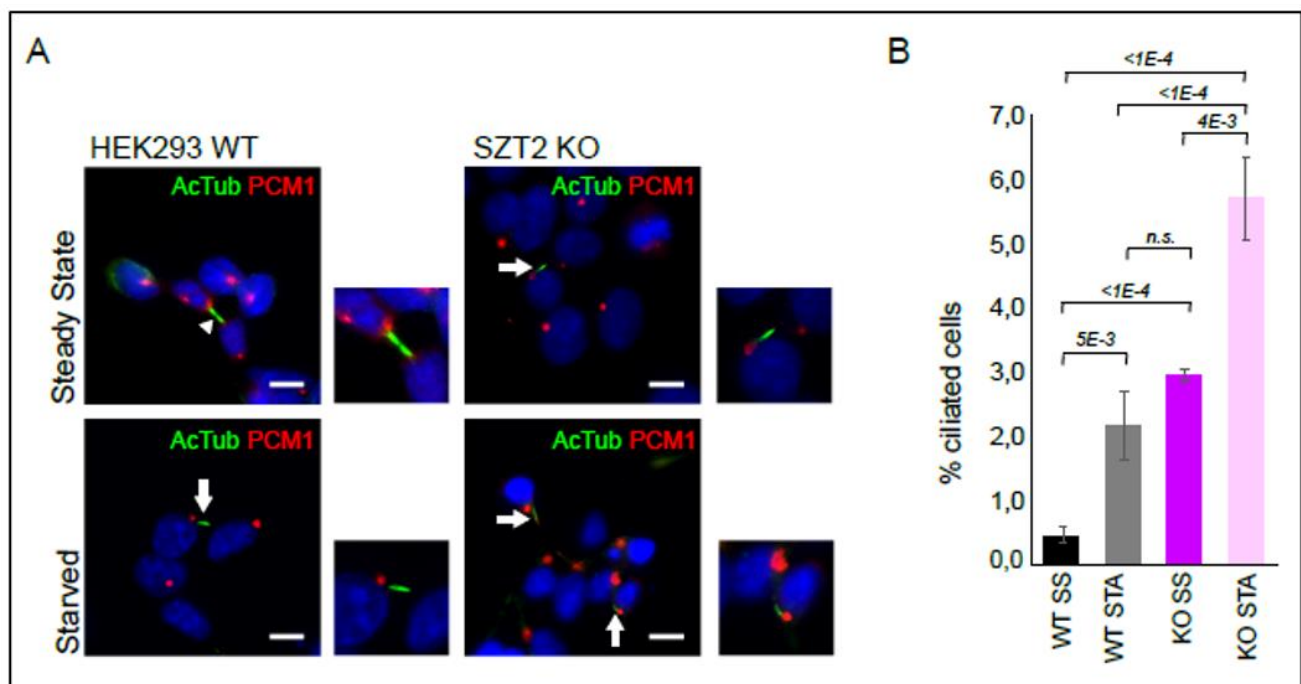 A
HEK293 WT
SZT2 KO
Steady State
AcTub PCM1
AcTub PCM1
Starved
AcTub PCM1
AcTub PCM1
B
<1E-4
<1E-4
4E-3
n.s.
<1E-4
5E-3
% ciliated cells
7,0
6,0
5,0
4,0
3,0
2,0
1,0
0,0
WT SS
WT STA
KO SS
KO STA